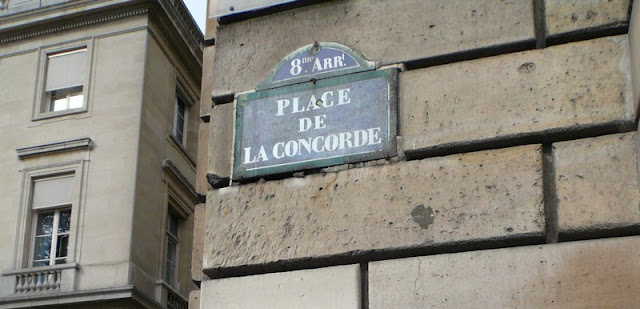 8me ARRt
PLACE
DE
LA CONCORDE